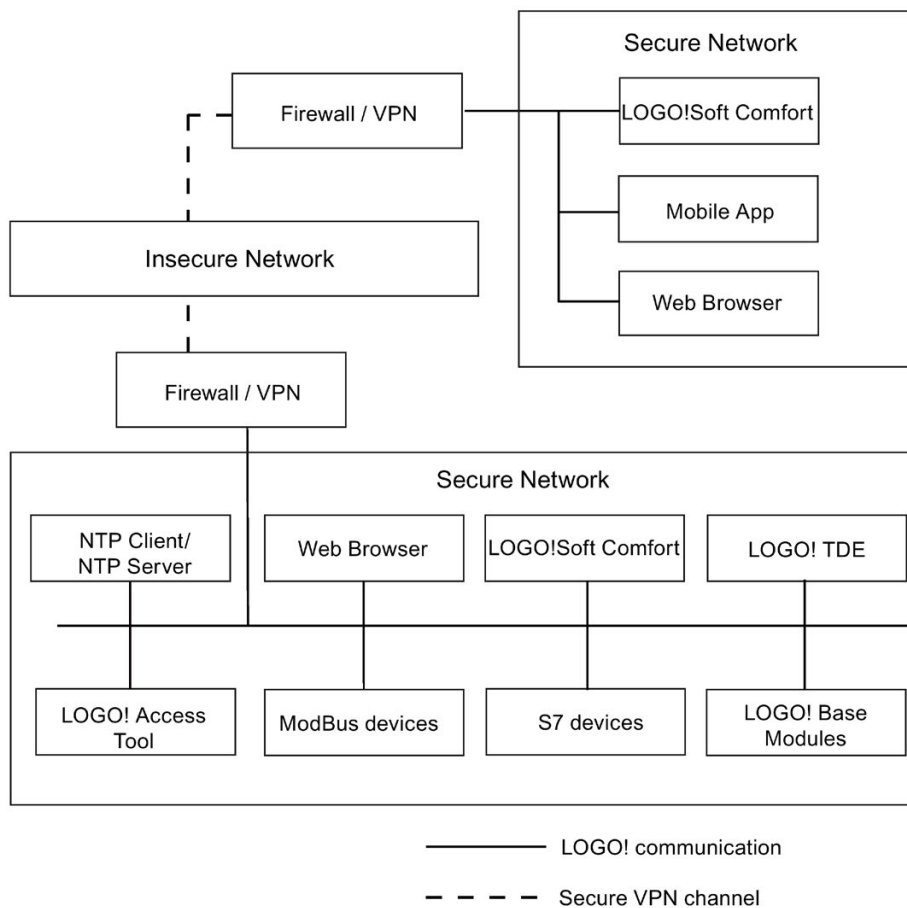 Secure Network
Firewall / VPN
LOGO!Soft Comfort
Mobile App
Insecure Network
Web Browser
Firewall / VPN
Secure Network
NTP Client/
NTP Server
Web Browser
LOGO!Soft Comfort
LOGO! TDE
LOGO! Access
Tool
ModBus devices
S7 devices
LOGO! Base
Modules
LOGO! communication
Secure VPN channel